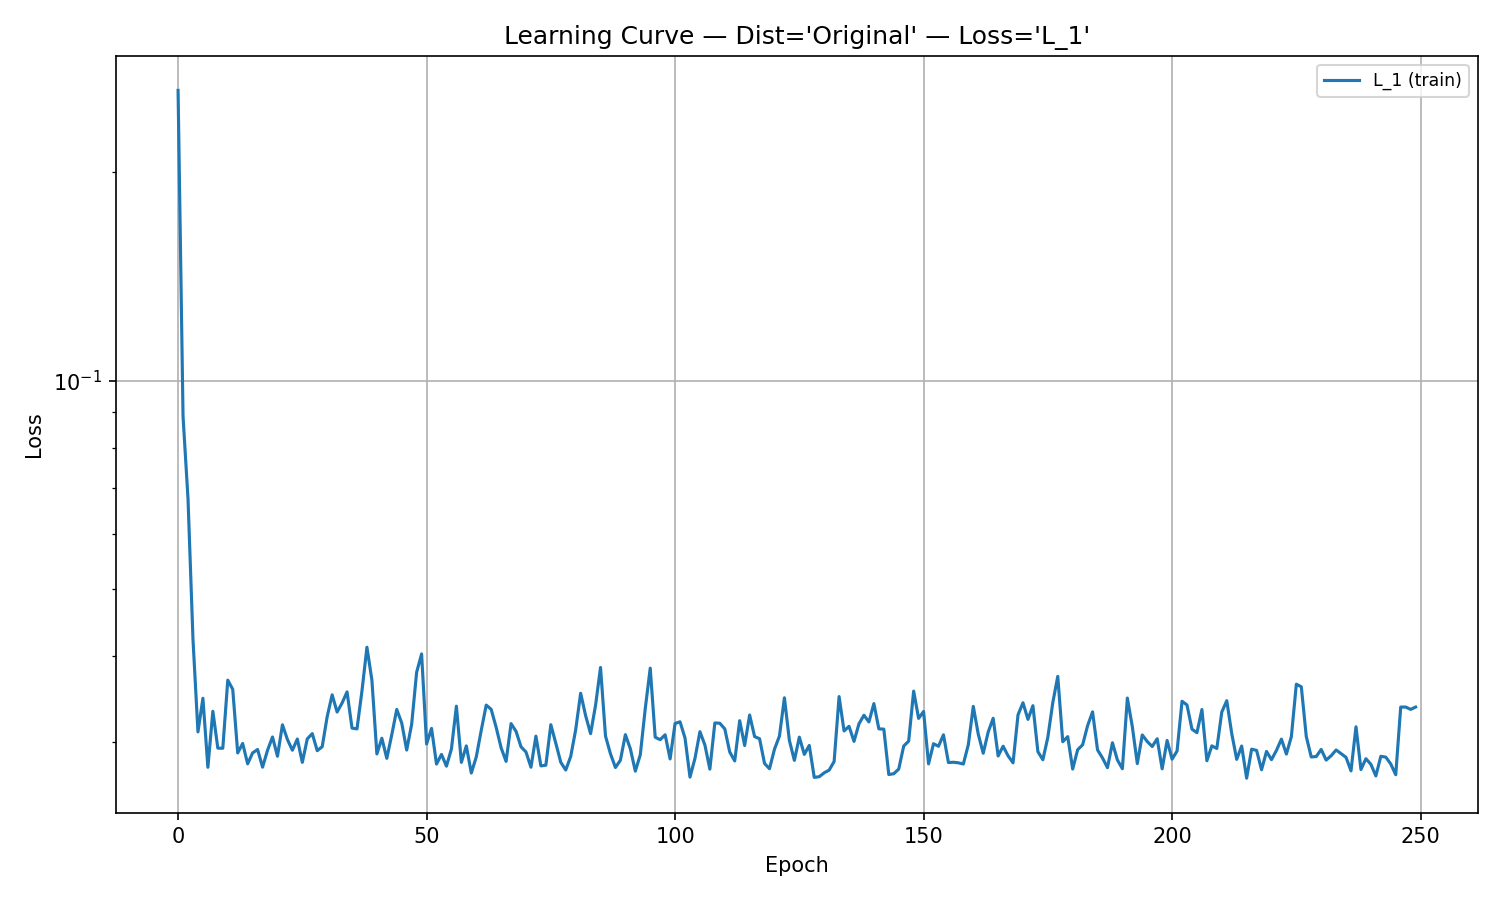 Learning Curve — Dist='Original' — Loss='L_1'
L_1 (train)
10⁻¹
Loss
0 50 100 150 200 250
Epoch